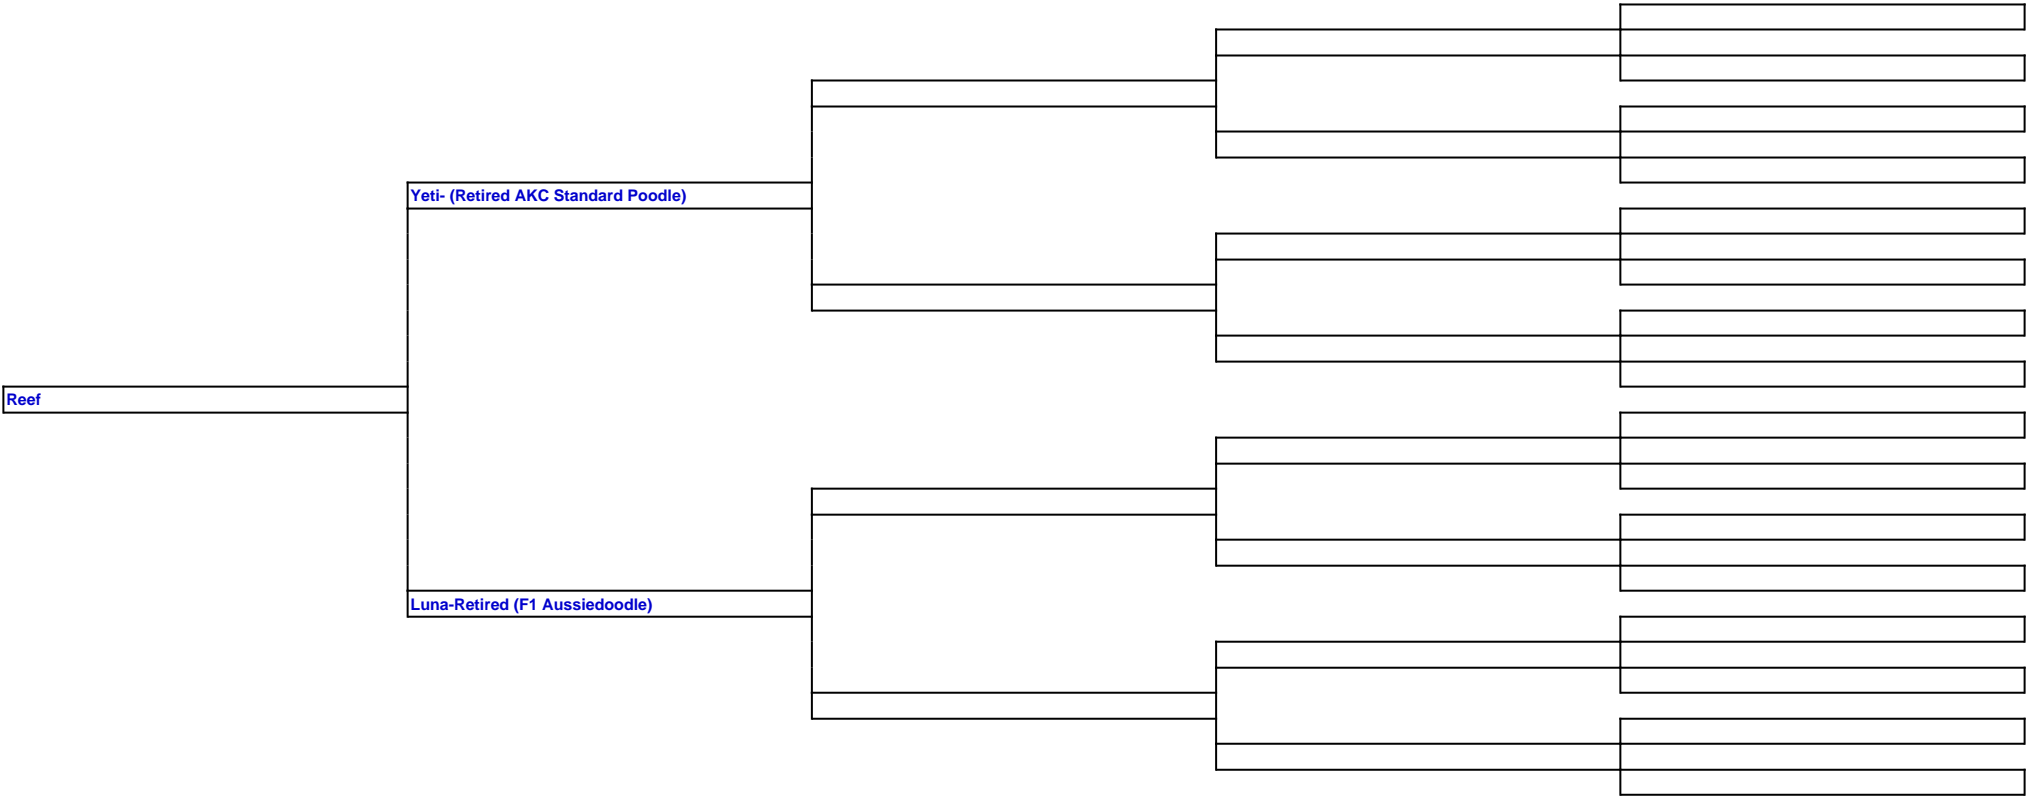 Yeti- (Retired AKC Standard Poodle)
Reef
Luna-Retired (F1 Aussiedoodle)